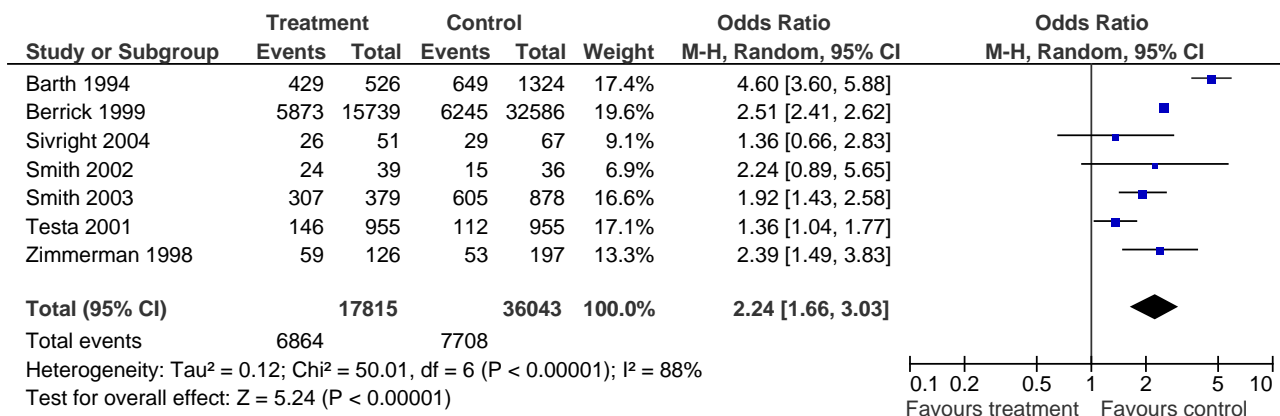 Treatment Control Odds Ratio Odds Ratio
Study or Subgroup Events Total Events Total Weight M-H, Random, 95% CI M-H, Random, 95% CI
Barth 1994 429 526 649 1324 17.4% 4.60 [3.60, 5.88]
Berrick 1999 5873 15739 6245 32586 19.6% 2.51 [2.41, 2.62]
Sivright 2004 26 51 29 67 9.1% 1.36 [0.66, 2.83]
Smith 2002 24 39 15 36 6.9% 2.24 [0.89, 5.65]
Smith 2003 307 379 605 878 16.6% 1.92 [1.43, 2.58]
Testa 2001 146 955 112 955 17.1% 1.36 [1.04, 1.77]
Zimmerman 1998 59 126 53 197 13.3% 2.39 [1.49, 3.83]
Total (95% CI) 17815 36043 100.0% 2.24 [1.66, 3.03]
Total events 6864 7708
Heterogeneity: Tau² = 0.12; Chi² = 50.01, df = 6 (P < 0.00001); I² = 88%
Test for overall effect: Z = 5.24 (P < 0.00001)
0.1 0.2 0.5 1 2 5 10
Favours treatment Favours control